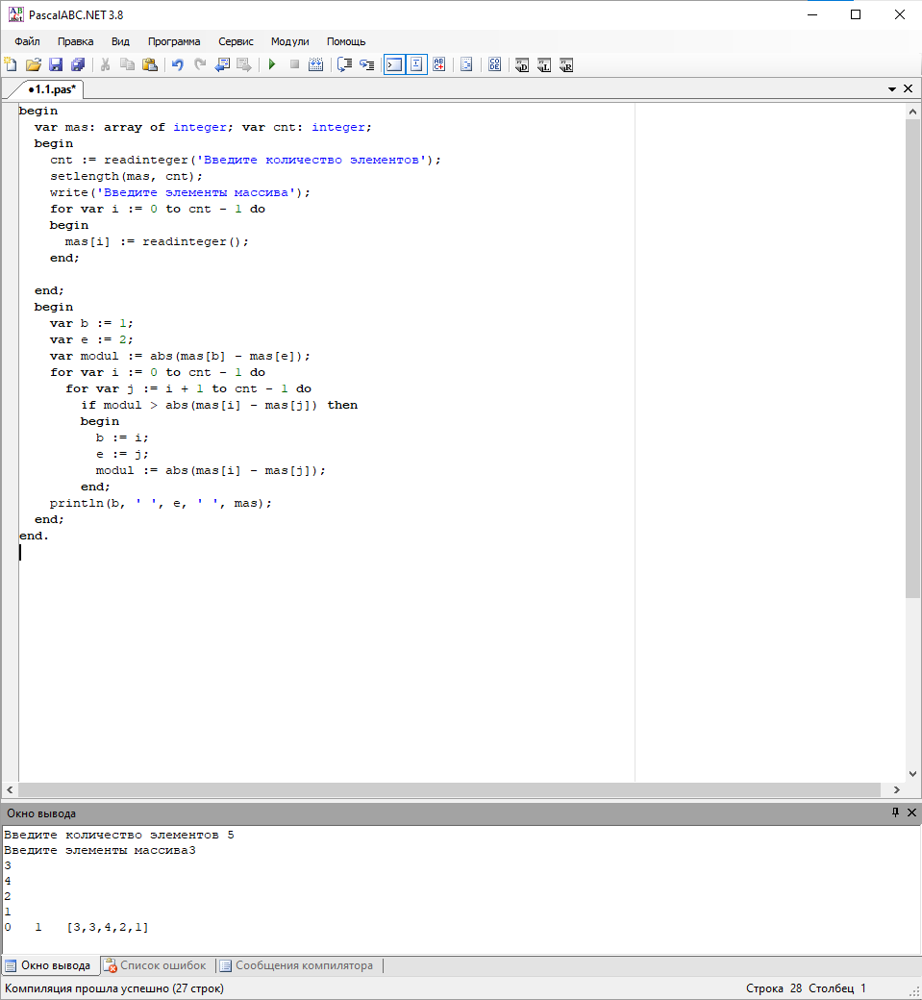 PascalABC.NET 3.8
Файл Правка Вид Программа Сервис Модули Помощь
●1.1.pas*
begin
  var mas: array of integer; var cnt: integer;
  begin
    cnt := readinteger('Введите количество элементов');
    setlength(mas, cnt);
    write('Введите элементы массива');
    for var i := 0 to cnt - 1 do
    begin
      mas[i] := readinteger();
    end;
  end;
  begin
    var b := 1;
    var e := 2;
    var modul := abs(mas[b] - mas[e]);
    for var i := 0 to cnt - 1 do
      for var j := i + 1 to cnt - 1 do
        if modul > abs(mas[i] - mas[j]) then
        begin
          b := i;
          e := j;
          modul := abs(mas[i] - mas[j]);
        end;
    println(b, ' ', e, ' ', mas);
  end;
end.
Окно вывода
Введите количество элементов 5
Введите элементы массива3
3
4
2
1
0   1   [3,3,4,2,1]
Окно вывода Список ошибок Сообщения компилятора
Компиляция прошла успешно (27 строк) Строка 28 Столбец 1